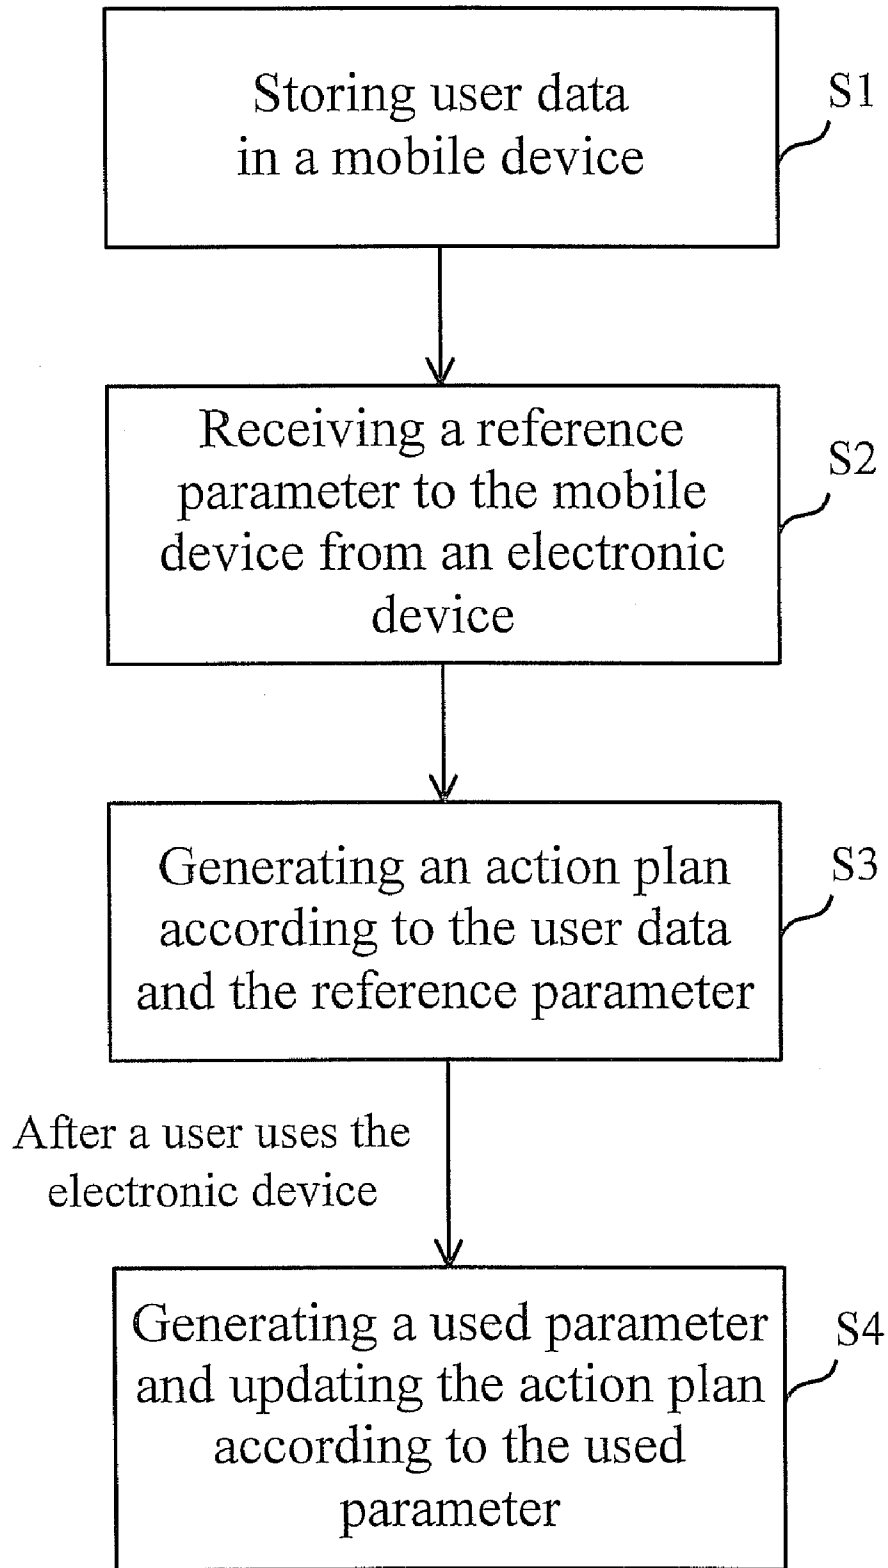 Storing user data
in a mobile device
S1
Receiving a reference
parameter to the mobile
device from an electronic
device
S2
Generating an action plan
according to the user data
and the reference parameter
S3
After a user uses the
electronic device
Generating a used parameter
and updating the action plan
according to the used
parameter
S4